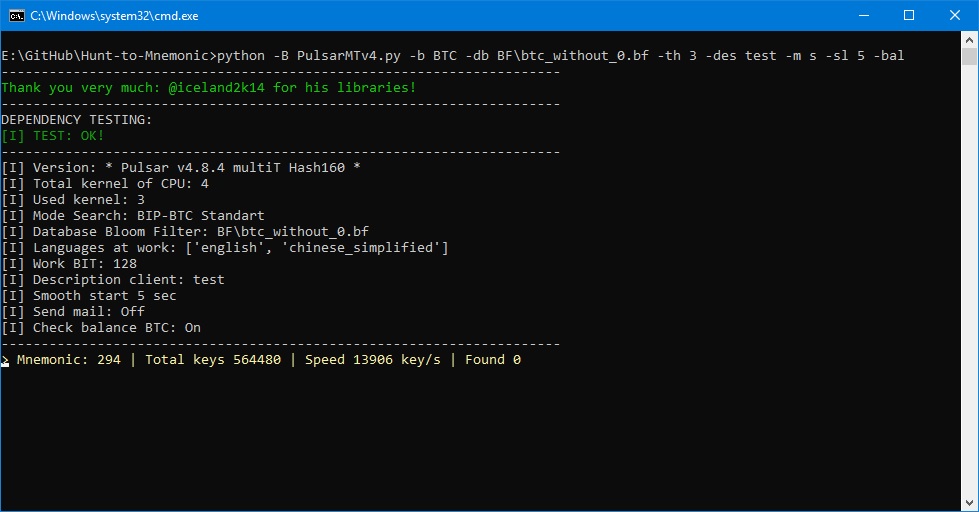 C:\Windows\system32\cmd.exe
E:\GitHub\Hunt-to-Mnemonic>python -B PulsarMTv4.py -b BTC -db BF\btc_without_0.bf -th 3 -des test -m s -sl 5 -bal
----------------------------------------------------------------------
Thank you very much: @iceland2k14 for his libraries!
----------------------------------------------------------------------
DEPENDENCY TESTING:
[I] TEST: OK!
----------------------------------------------------------------------
[I] Version: * Pulsar v4.8.4 multiT Hash160 *
[I] Total kernel of CPU: 4
[I] Used kernel: 3
[I] Mode Search: BIP-BTC Standart
[I] Database Bloom Filter: BF\btc_without_0.bf
[I] Languages at work: ['english', 'chinese_simplified']
[I] Work BIT: 128
[I] Description client: test
[I] Smooth start 5 sec
[I] Send mail: Off
[I] Check balance BTC: On
----------------------------------------------------------------------
> Mnemonic: 294 | Total keys 564480 | Speed 13906 key/s | Found 0